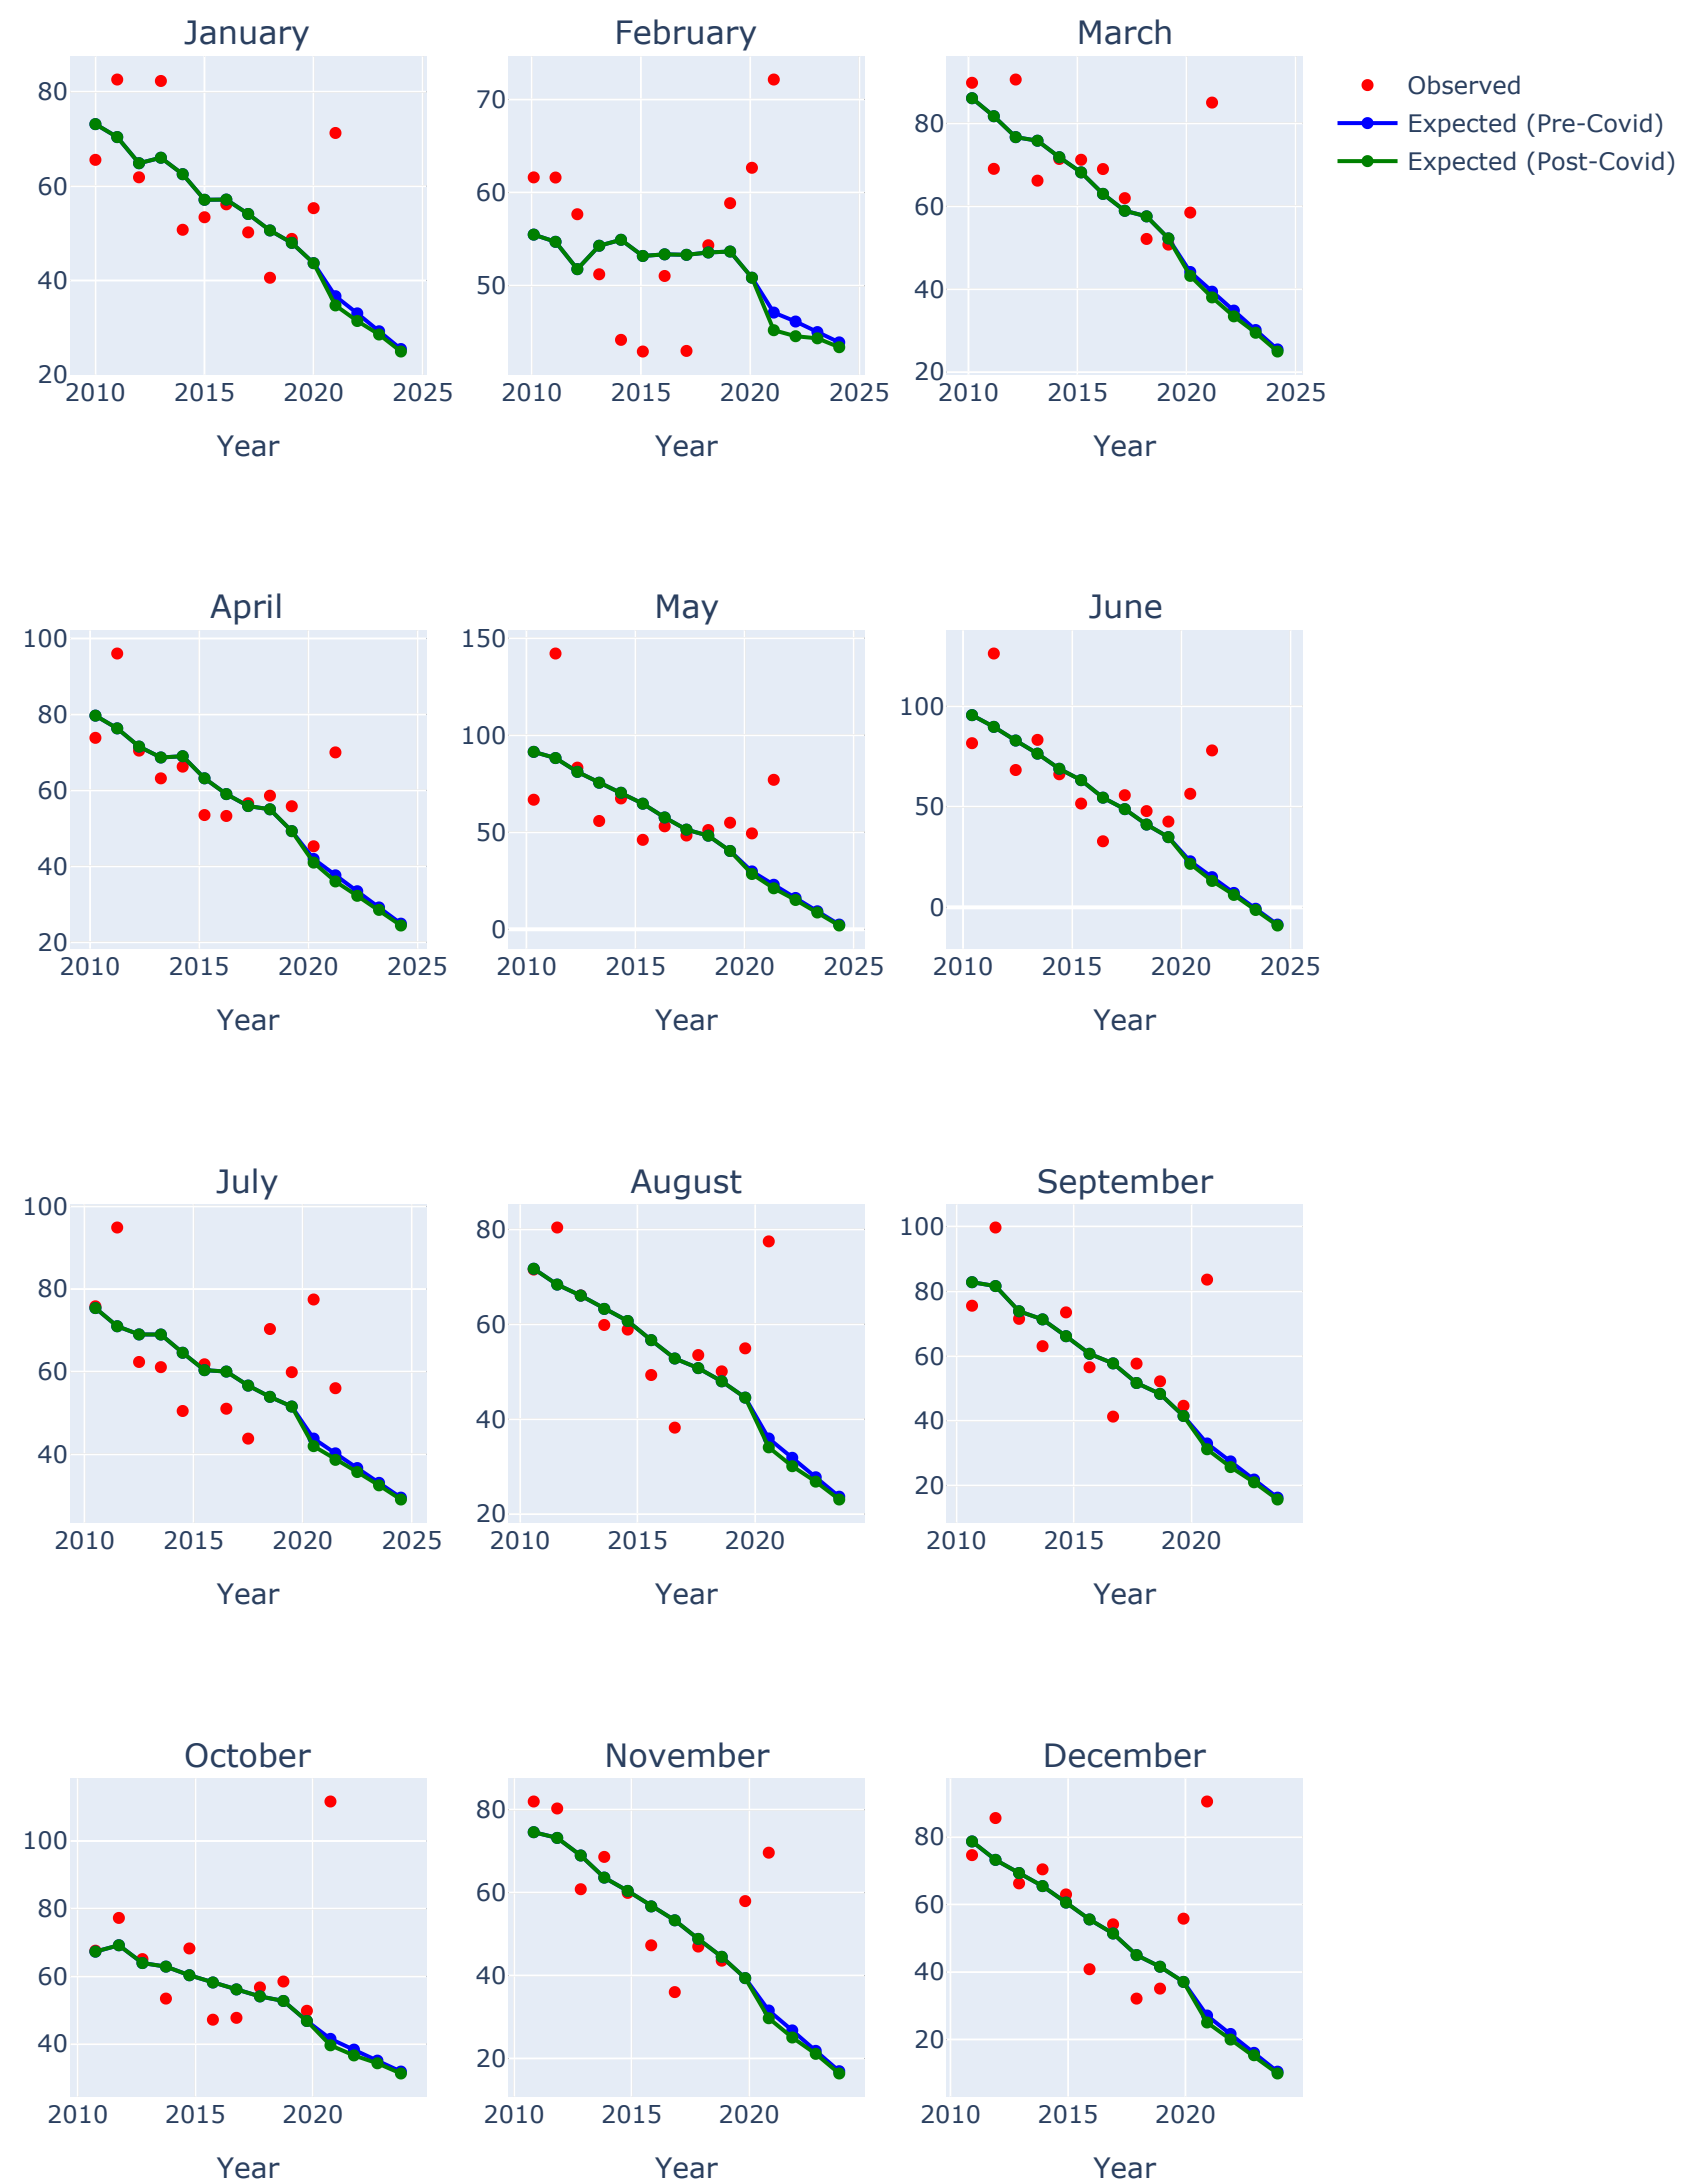 January February March
80
60
40
20
2010 2015 2020 2025
Year
70
60
50
2010 2015 2020 2025
Year
80
60
40
20
2010 2015 2020 2025
Year
Observed
Expected (Pre-Covid)
Expected (Post-Covid)
April May June
100
80
60
40
20
2010 2015 2020 2025
Year
150
100
50
0
2010 2015 2020 2025
Year
100
50
0
2010 2015 2020 2025
Year
July August September
100
80
60
40
2010 2015 2020 2025
Year
80
60
40
20
2010 2015 2020
Year
100
80
60
40
20
2010 2015 2020
Year
October November December
100
80
60
40
2010 2015 2020
Year
80
60
40
20
2010 2015 2020
Year
80
60
40
20
2010 2015 2020
Year